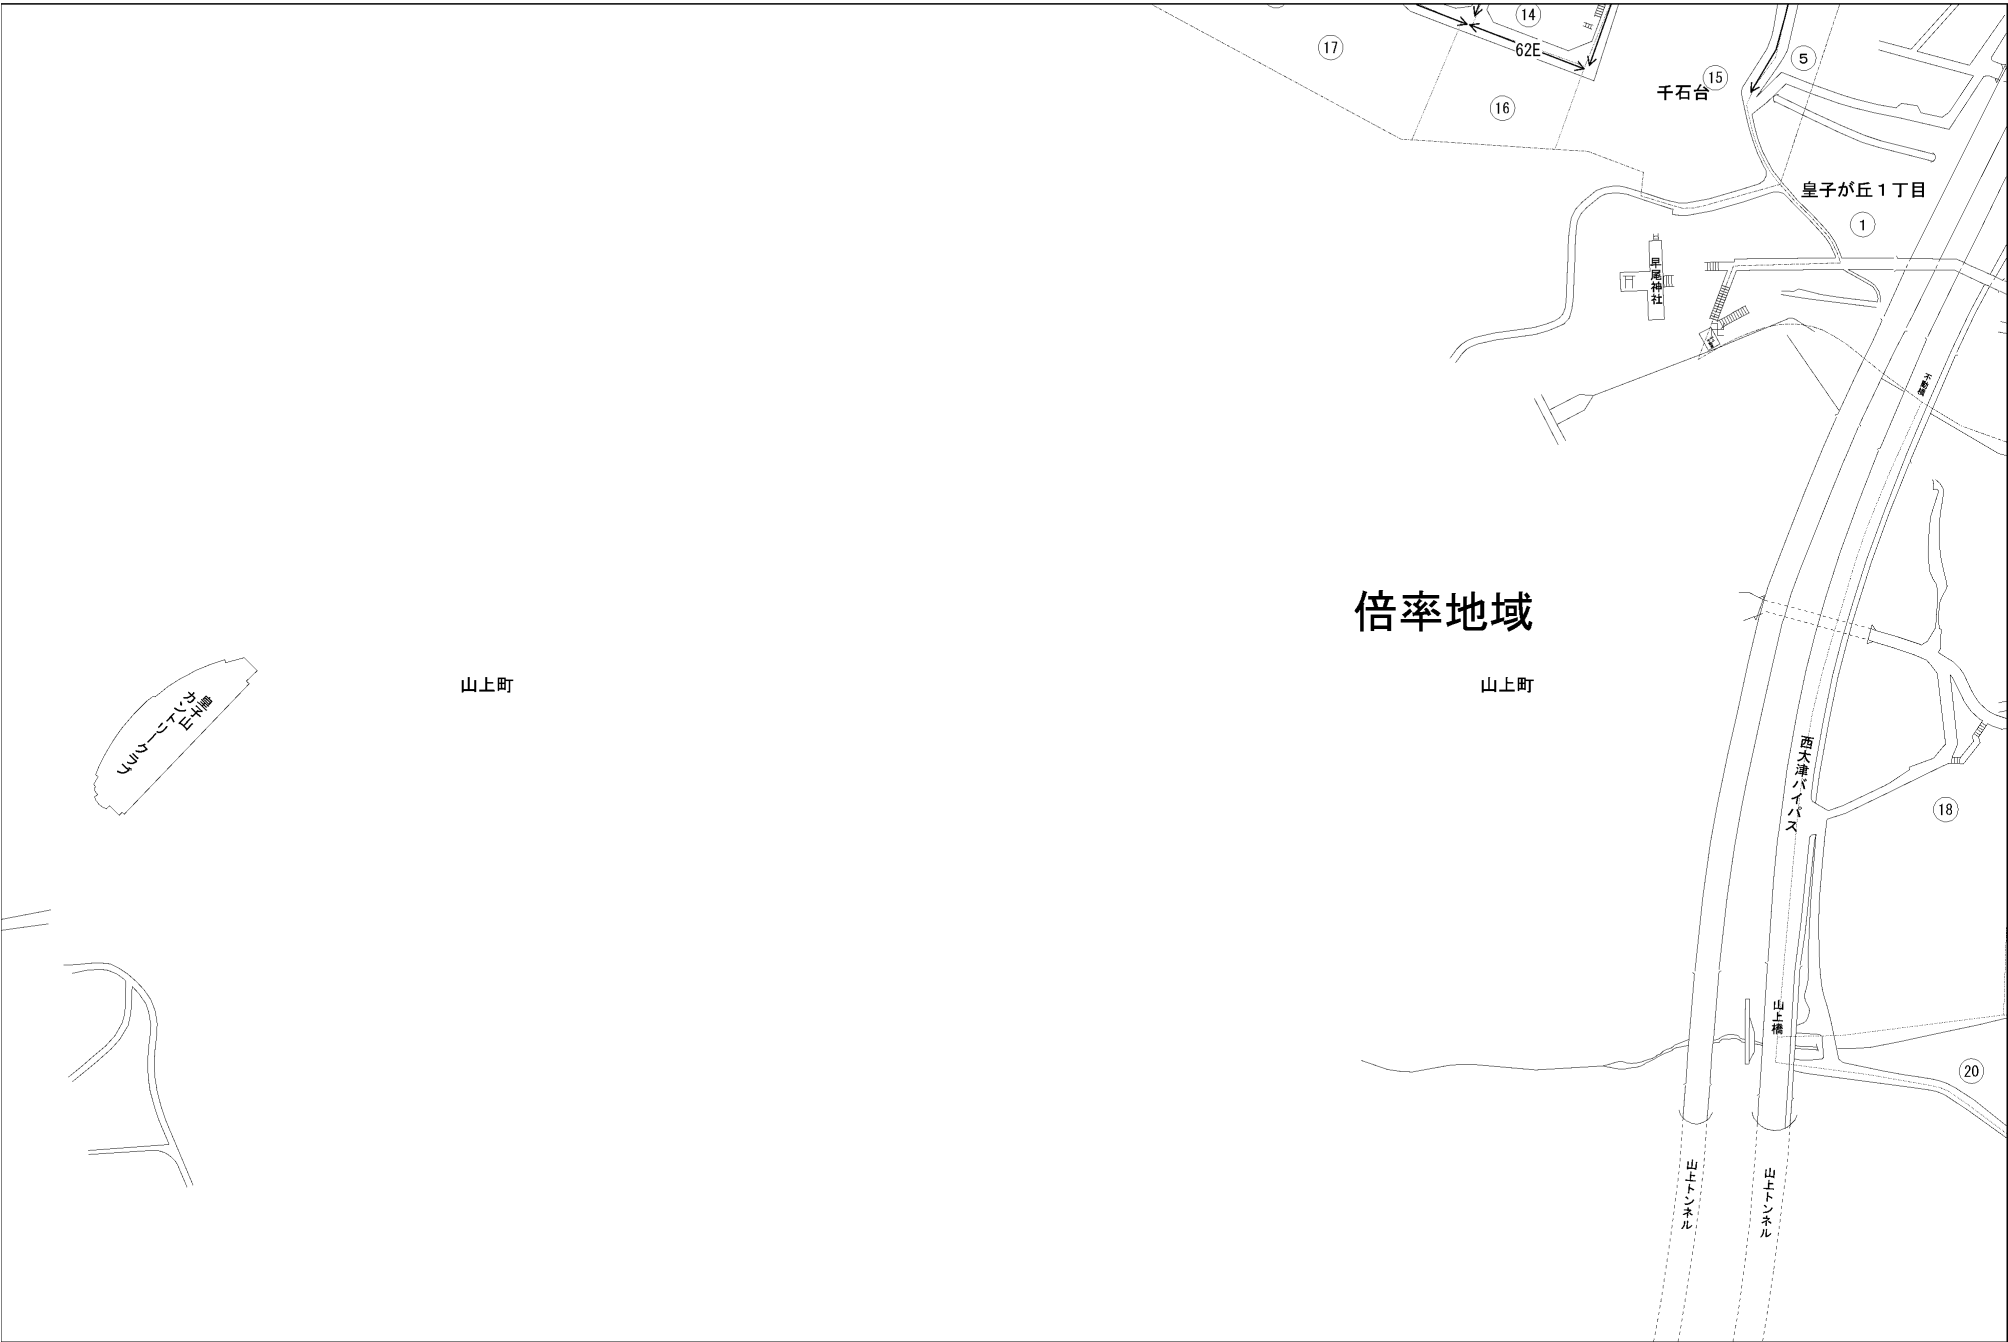 14
17
62E
5
15
千石台
16
皇子が丘1丁目
1
早尾神社
不動橋
倍率地域
山上町
山上町
皇子山
カントリークラブ
西大津バイパス
18
山上橋
20
山上トンネル
山上トンネル